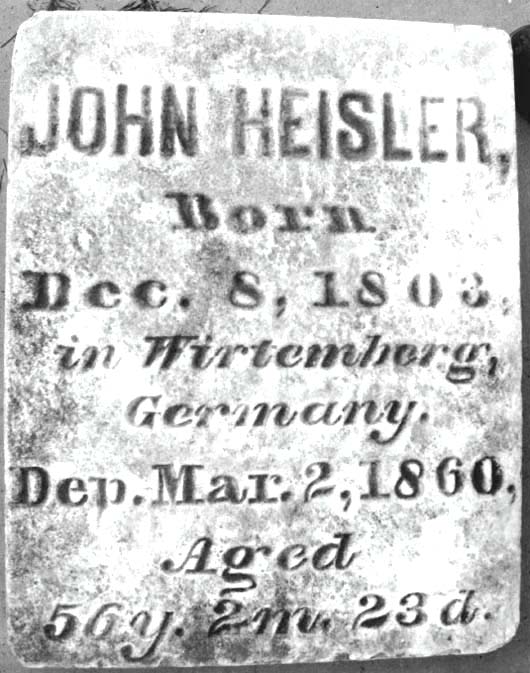 JOHN HEISLER,
Born
Dec. 8, 1803,
in Wirtemberg,
Germany.
Dep. Mar. 2, 1860,
Aged
56y. 2m. 23d.